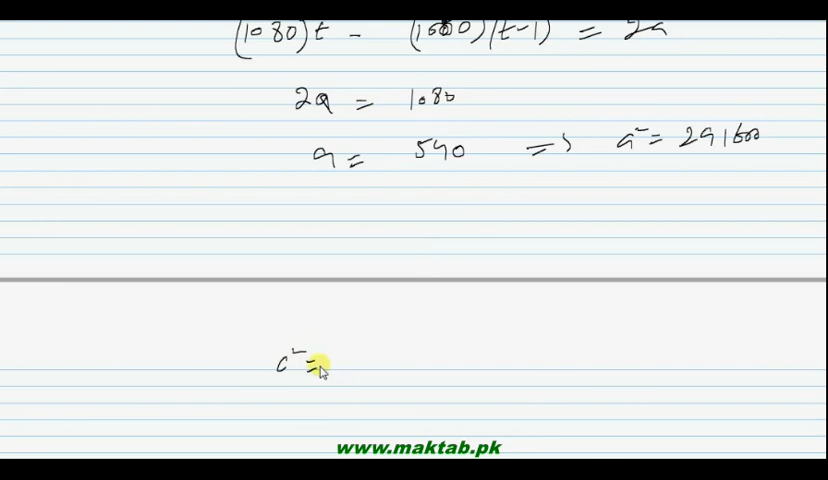 (1080)t - (1080)(t-1) = 2a
2a = 1080
a = 540 => a² = 291600
c² =
www.maktab.pk